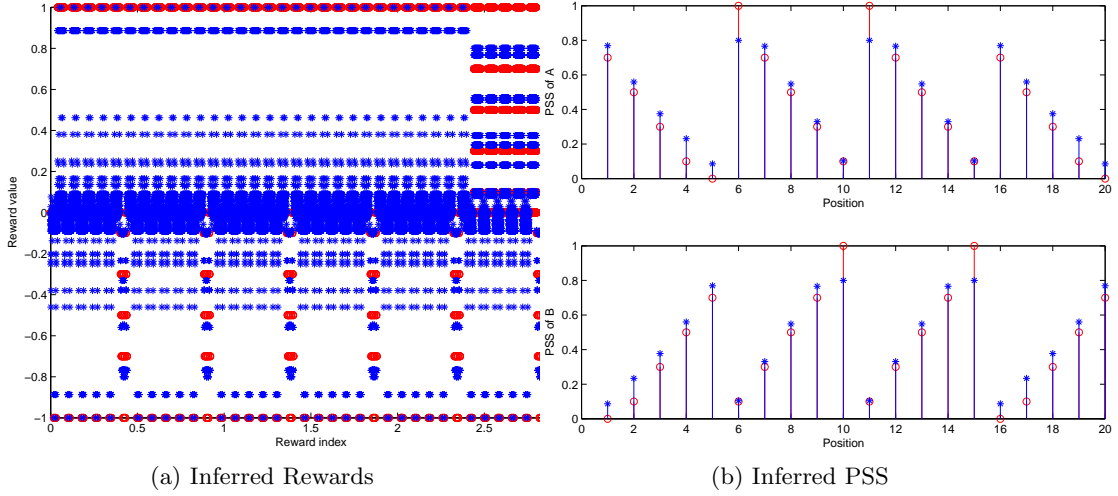 1
0.8
0.6
0.4
0.2
0
−0.2
−0.4
−0.6
−0.8
−1
Reward value
0 0.5 1 1.5 2 2.5
Reward index
(a) Inferred Rewards
1
0.8
0.6
0.4
0.2
0
PSS of A
0 2 4 6 8 10 12 14 16 18 20
Position
1
0.8
0.6
0.4
0.2
0
PSS of B
0 2 4 6 8 10 12 14 16 18 20
Position
(b) Inferred PSS